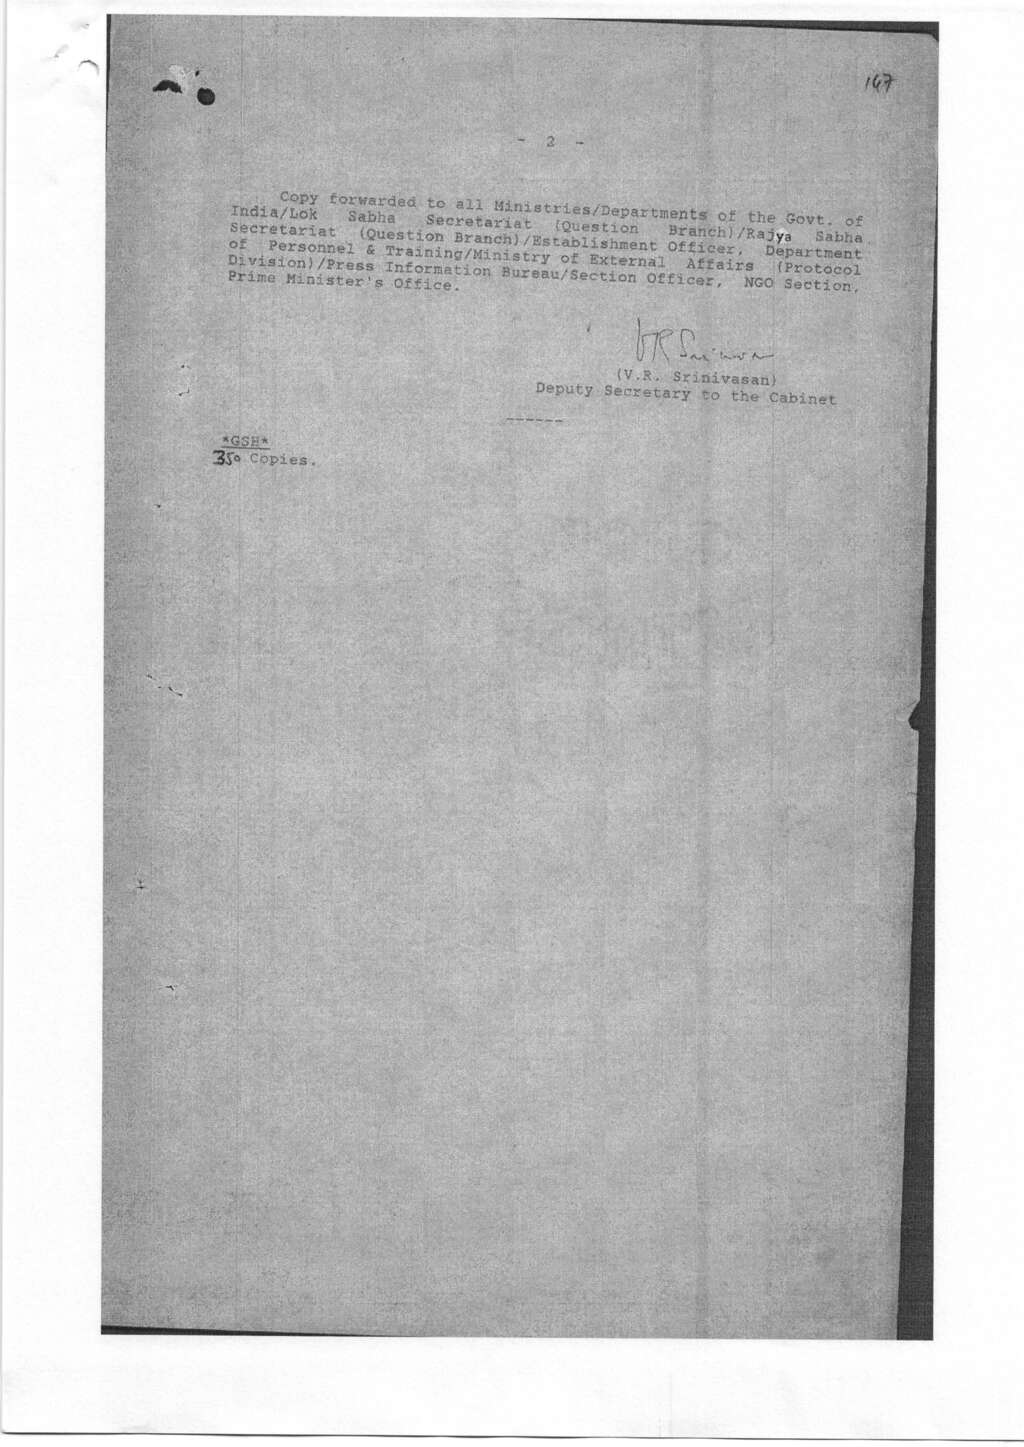 167
- 2 -
Copy forwarded to all Ministries/Departments of the Govt. of
India/Lok Sabha Secretariat (Question Branch)/Rajya Sabha
Secretariat (Question Branch)/Establishment Officer, Department
of Personnel & Training/Ministry of External Affairs (Protocol
Division)/Press Information Bureau/Section Officer, NGO Section,
Prime Minister's Office.
VR Srinivasan
(V.R. Srinivasan)
Deputy Secretary to the Cabinet
------
*GSH*
350 Copies.